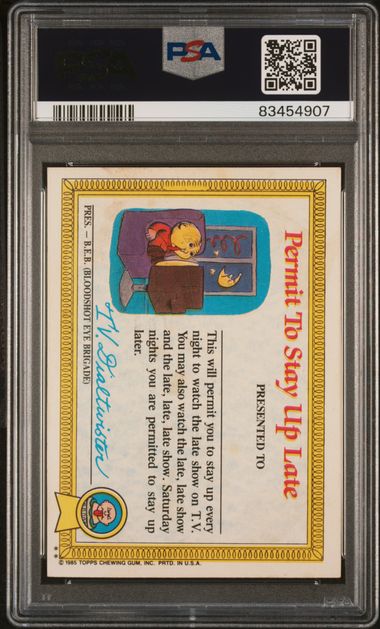 PSA
83454907
Permit To Stay Up Late
PRESENTED TO
This will permit you to stay up every
night to watch the late show on T.V.
You may also watch the late, late show
and the late, late, late show. Saturday
nights you are permitted to stay up
later.
TV Dialtwister
PRES. — B.E.B. (BLOODSHOT EYE BRIGADE)
** © 1985 TOPPS CHEWING GUM, INC. PRTD. IN U.S.A.